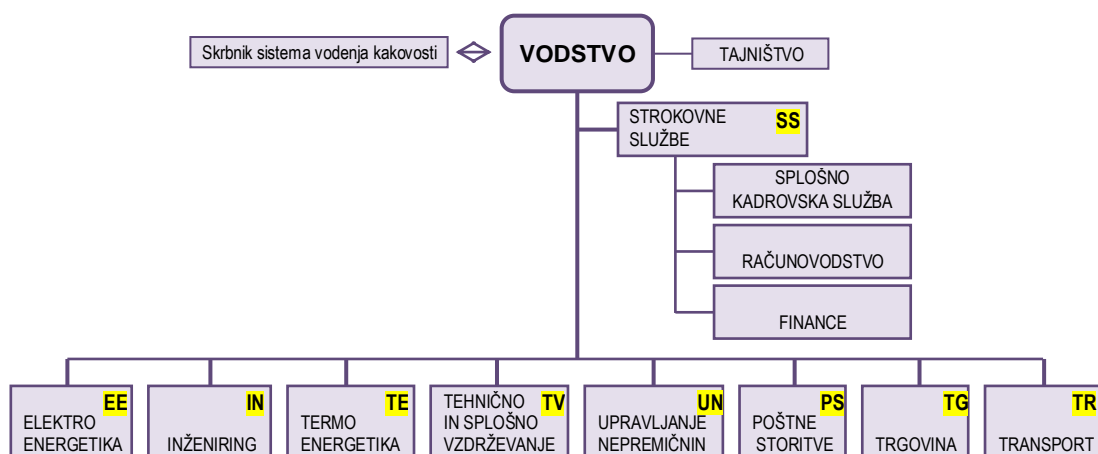 Skrbnik sistema vodenja kakovosti
VODSTVO
TAJNIŠTVO
STROKOVNE SS
SLUŽBE
SPLOŠNO
KADROVSKA SLUŽBA
RAČUNOVODSTVO
FINANCE
EE
ELEKTRO
ENERGETIKA
IN
INŽENIRING
TE
TERMO
ENERGETIKA
TEHNIČNO TV
IN SPLOŠNO
VZDRŽEVANJE
UN
UPRAVLJANJE
NEPREMIČNIN
PS
POŠTNE
STORITVE
TG
TRGOVINA
TR
TRANSPORT